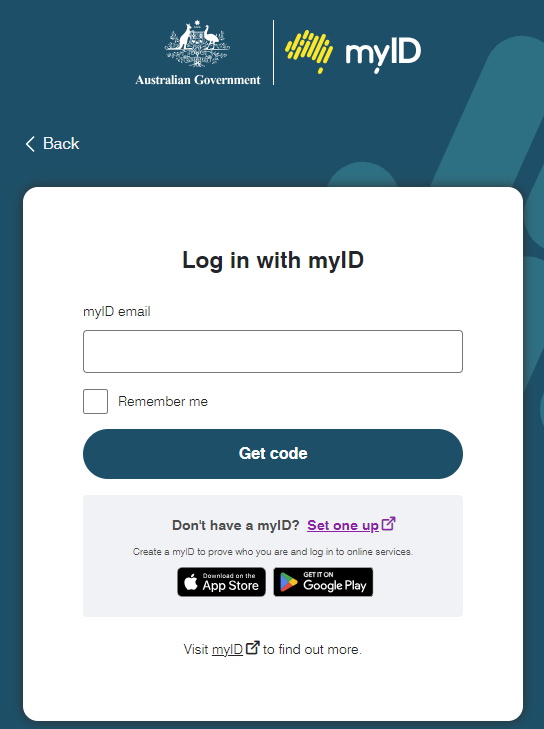 Australian Government
myID
Back
Log in with myID
myID email
Remember me
Get code
Don't have a myID? Set one up
Create a myID to prove who you are and log in to online services.
Download on the
App Store
GET IT ON
Google Play
Visit myID to find out more.